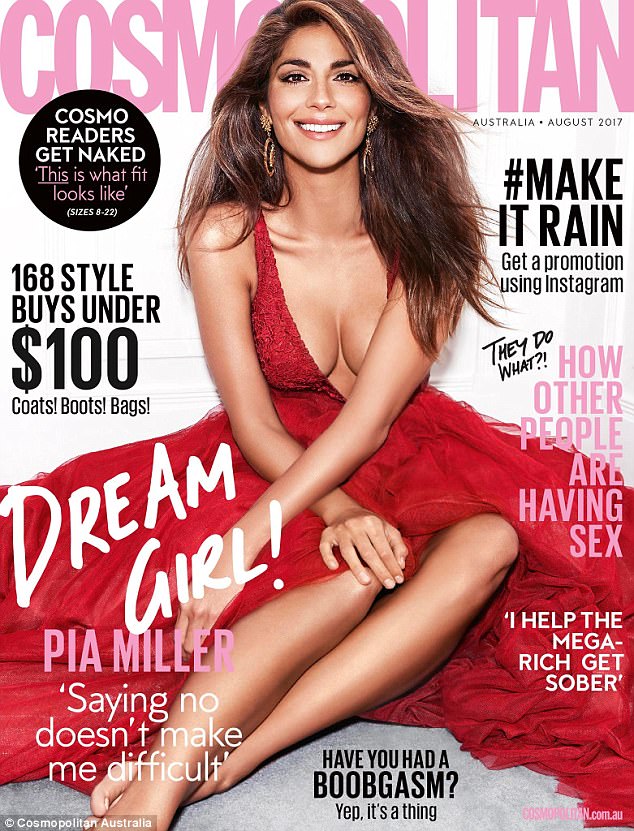 COSMOPOLITAN
AUSTRALIA • AUGUST 2017
COSMO
READERS
GET NAKED
'This is what fit
looks like'
(SIZES 8-22)
#MAKE
IT RAIN
Get a promotion
using Instagram
168 STYLE
BUYS UNDER
$100
Coats! Boots! Bags!
THEY DO
WHAT?!
HOW
OTHER
PEOPLE
ARE
HAVING
SEX
DREAM
GIRL!
PIA MILLER
'Saying no
doesn't make
me difficult'
'I HELP THE
MEGA-
RICH GET
SOBER'
HAVE YOU HAD A
BOOBGASM?
Yep, it's a thing
COSMOPOLITAN.com.au
© Cosmopolitan Australia